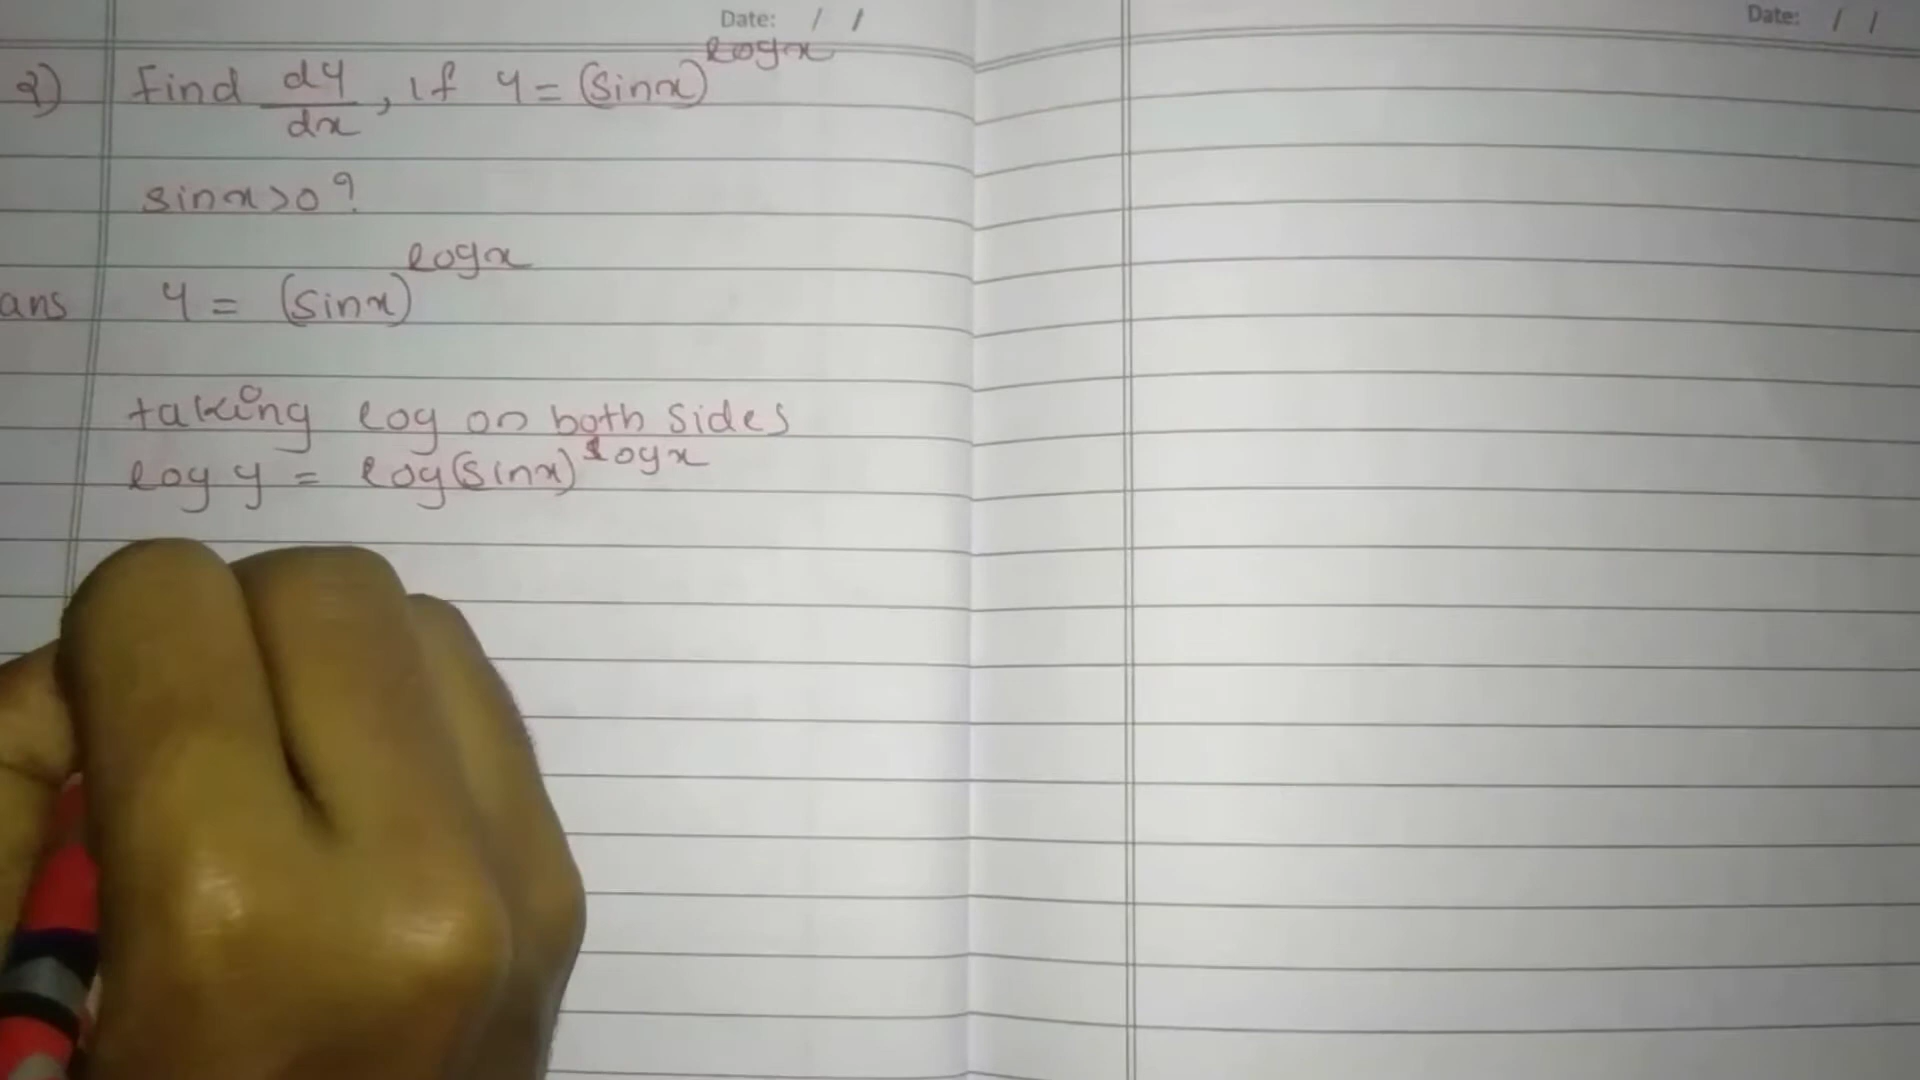 Date: / /
Date: / /
2) Find dy/dx, if y = (sinx)^logx
sinx>0?
ans y = (sinx)^logx
taking log on both sides
log y = log(sinx)^logx